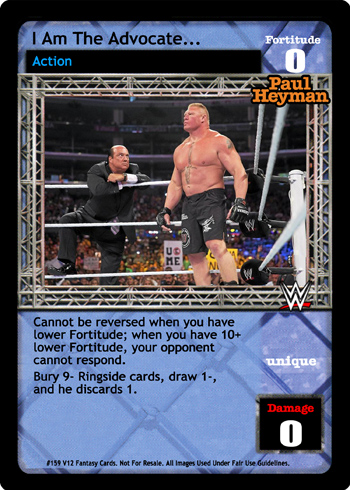 I Am The Advocate...
Fortitude
0
Action
Paul
Heyman
U
ME
W
Cannot be reversed when you have
lower Fortitude; when you have 10+
lower Fortitude, your opponent
cannot respond.
Bury 9- Ringside cards, draw 1-,
and he discards 1.
unique
Damage
0
#159 V12 Fantasy Cards. Not For Resale. All Images Used Under Fair Use Guidelines.